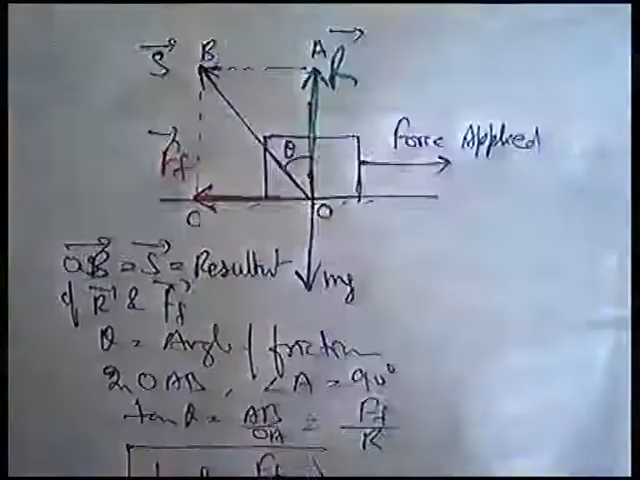 S B A R
Ff θ Force Applied
C O
OB = S = Resultant mg
of R & Ff
θ = Angle of friction
In OAB, ∠A = 90°
tan θ = AB/OA = Ff/R